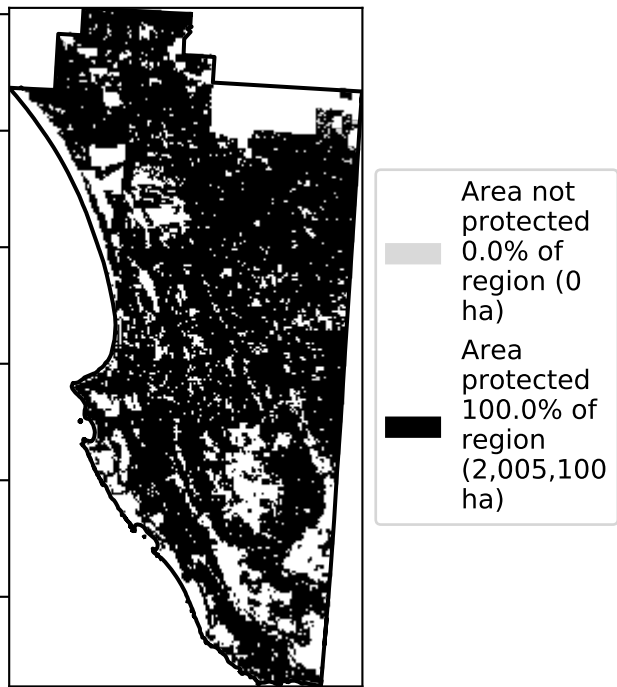 Area not
protected
0.0% of
region (0
ha)
Area
protected
100.0% of
region
(2,005,100
ha)